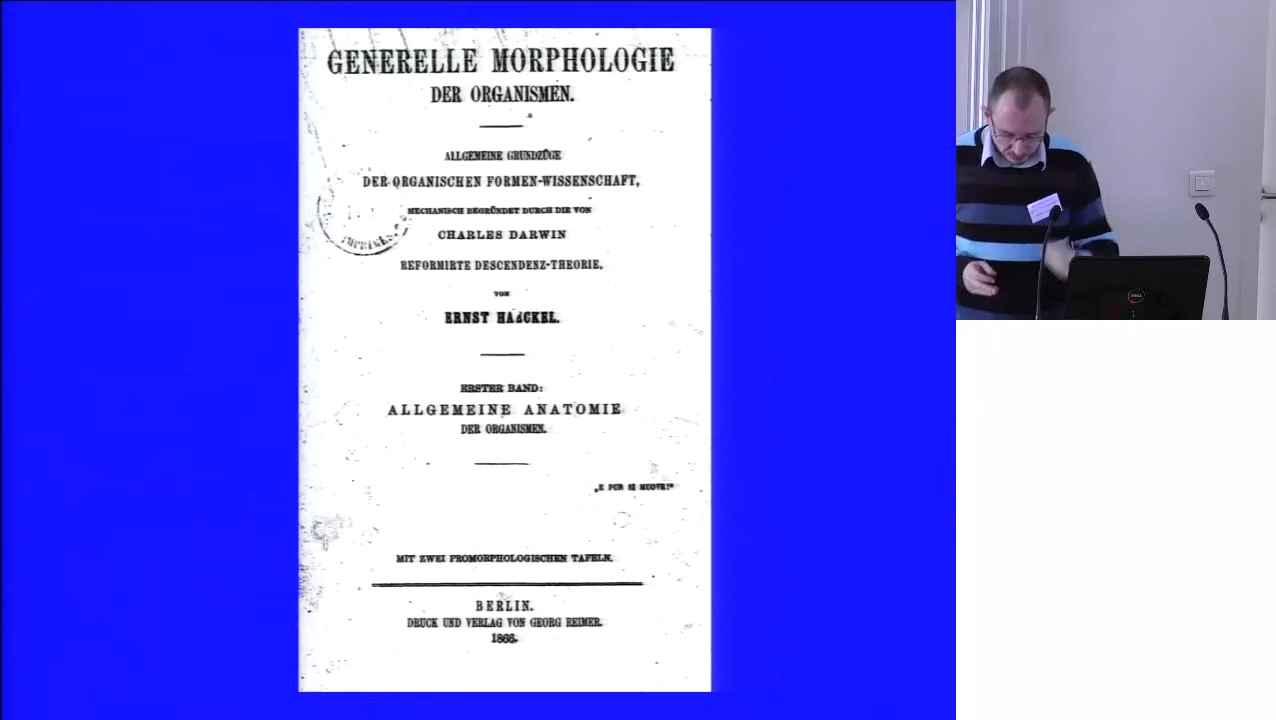 GENERELLE MORPHOLOGIE
DER ORGANISMEN.
ALLGEMEINE GRUNDZÜGE
DER ORGANISCHEN FORMEN-WISSENSCHAFT,
MECHANISCH BEGRÜNDET DURCH DIE VON
CHARLES DARWIN
REFORMIRTE DESCENDENZ-THEORIE,
VON
ERNST HAECKEL.
ERSTER BAND:
ALLGEMEINE ANATOMIE
DER ORGANISMEN.
„E PUR SI MUOVE!"
MIT ZWEI PROMORPHOLOGISCHEN TAFELN.
BERLIN.
DRUCK UND VERLAG VON GEORG REIMER.
1866.
DELL